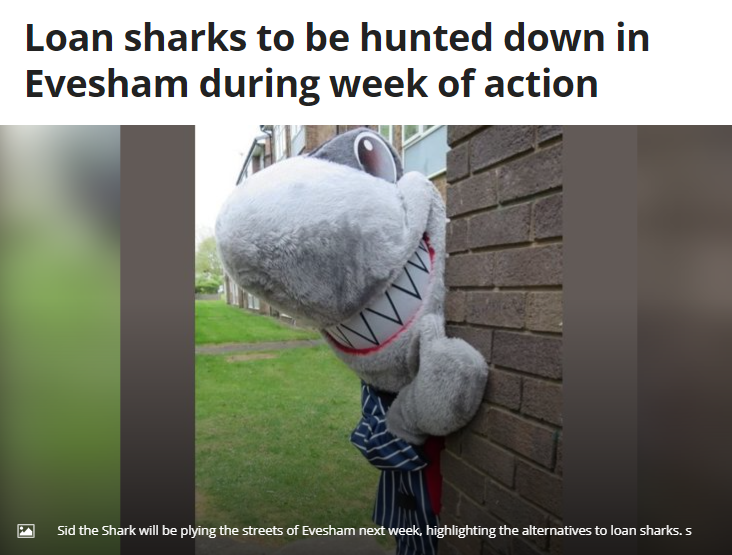 Loan sharks to be hunted down in
Evesham during week of action
Sid the Shark will be plying the streets of Evesham next week, highlighting the alternatives to loan sharks. s